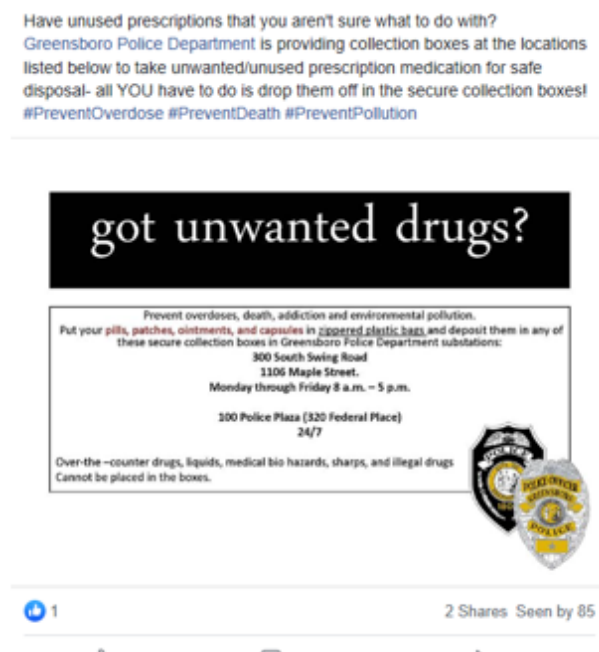 Have unused prescriptions that you aren't sure what to do with?
Greensboro Police Department is providing collection boxes at the locations
listed below to take unwanted/unused prescription medication for safe
disposal- all YOU have to do is drop them off in the secure collection boxes!
#PreventOverdose #PreventDeath #PreventPollution
got unwanted drugs?
Prevent overdoses, death, addiction and environmental pollution.
Put your pills, patches, ointments, and capsules in zippered plastic bags and deposit them in any of
these secure collection boxes in Greensboro Police Department substations:
300 South Swing Road
1106 Maple Street.
Monday through Friday 8 a.m. – 5 p.m.
100 Police Plaza (320 Federal Place)
24/7
Over-the –counter drugs, liquids, medical bio hazards, sharps, and illegal drugs
Cannot be placed in the boxes.
POLICE
POLICE OFFICER
GREENSBORO
POLICE
1
2 Shares Seen by 85